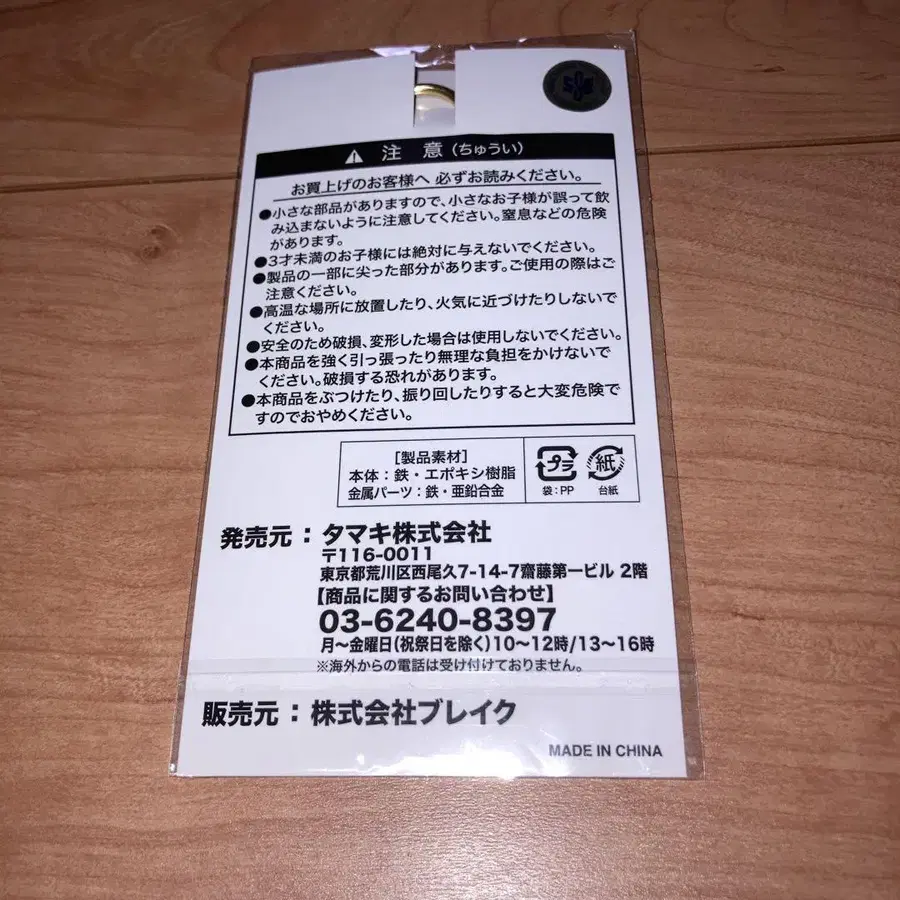 注 意(ちゅうい)
お買上げのお客様へ 必ずお読みください。
●小さな部品がありますので、小さなお子様が誤って飲
み込まないように注意してください。窒息などの危険
があります。
●3才未満のお子様には絶対に与えないでください。
●製品の一部に尖った部分があります。ご使用の際はご
注意ください。
●高温な場所に放置したり、火気に近づけたりしないで
ください。
●安全のため破損、変形した場合は使用しないでください。
●本商品を強く引っ張ったり無理な負担をかけないで
ください。破損する恐れがあります。
●本商品をぶつけたり、振り回したりすると大変危険で
すのでおやめください。
[製品素材]
本体:鉄・エポキシ樹脂
金属パーツ:鉄・亜鉛合金
プラ
袋:PP
紙
台紙
発売元:タマキ株式会社
〒116-0011
東京都荒川区西尾久7-14-7齋藤第一ビル 2階
【商品に関するお問い合わせ】
03-6240-8397
月〜金曜日(祝祭日を除く)10〜12時/13〜16時
※海外からの電話は受け付けておりません。
販売元:株式会社ブレイク
MADE IN CHINA